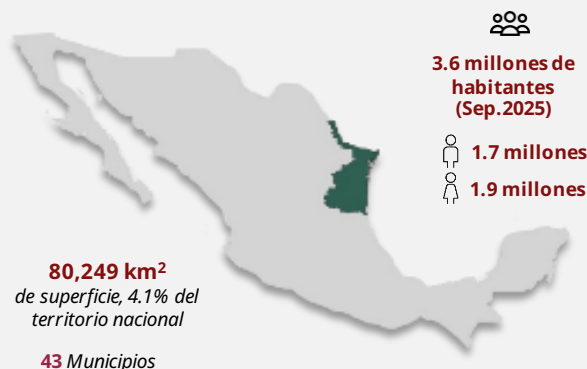 3.6 millones de
habitantes
(Sep.2025)
1.7 millones
1.9 millones
80,249 km²
de superficie, 4.1% del
territorio nacional
43 Municipios